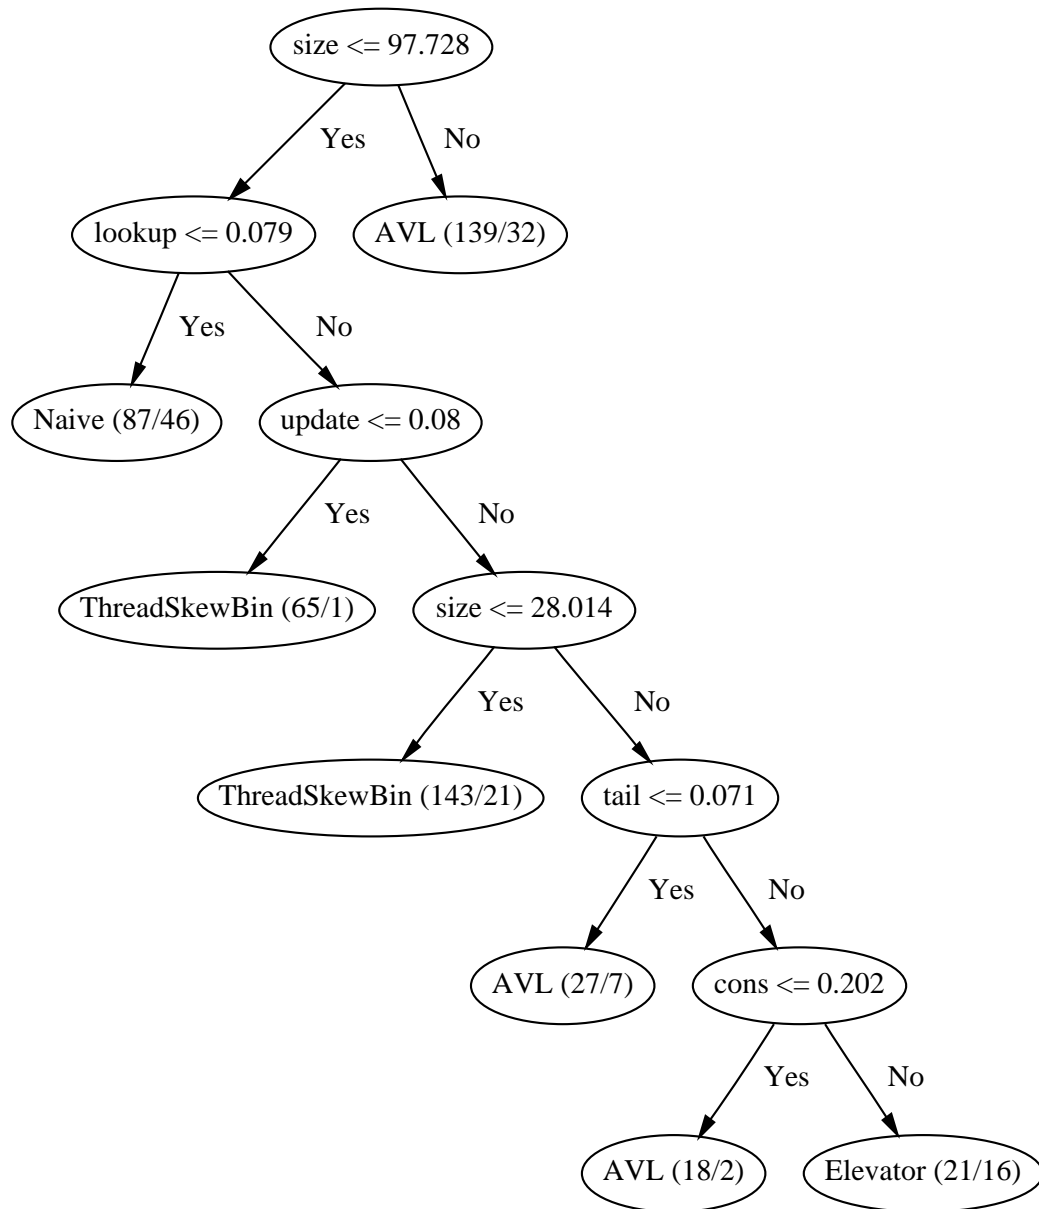 size <= 97.728
Yes
No
lookup <= 0.079
AVL (139/32)
Yes
No
Naive (87/46)
update <= 0.08
Yes
No
ThreadSkewBin (65/1)
size <= 28.014
Yes
No
ThreadSkewBin (143/21)
tail <= 0.071
Yes
No
AVL (27/7)
cons <= 0.202
Yes
No
AVL (18/2)
Elevator (21/16)